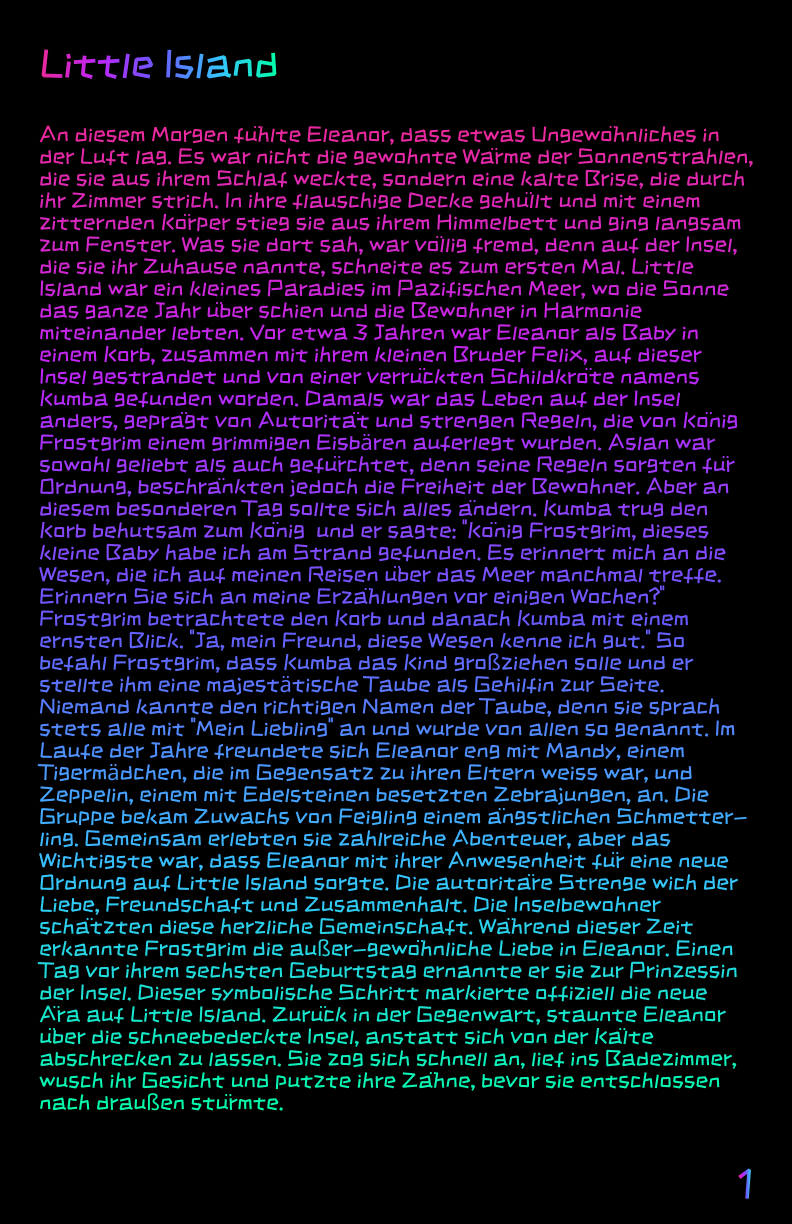 Little Island
An diesem Morgen fühlte Eleanor, dass etwas Ungewöhnliches in
der Luft lag. Es war nicht die gewohnte Wärme der Sonnenstrahlen,
die sie aus ihrem Schlaf weckte, sondern eine kalte Brise, die durch
ihr Zimmer strich. In ihre flauschige Decke gehüllt und mit einem
zitternden Körper stieg sie aus ihrem Himmelbett und ging langsam
zum Fenster. Was sie dort sah, war völlig fremd, denn auf der Insel,
die sie ihr Zuhause nannte, schneite es zum ersten Mal. Little
Island war ein kleines Paradies im Pazifischen Meer, wo die Sonne
das ganze Jahr über schien und die Bewohner in Harmonie
miteinander lebten. Vor etwa 3 Jahren war Eleanor als Baby in
einem Korb, zusammen mit ihrem kleinen Bruder Felix, auf dieser
Insel gestrandet und von einer verrückten Schildkröte namens
Kumba gefunden worden. Damals war das Leben auf der Insel
anders, geprägt von Autorität und strengen Regeln, die von König
Frostgrim einem grimmigen Eisbären auferlegt wurden. Aslan war
sowohl geliebt als auch gefürchtet, denn seine Regeln sorgten für
Ordnung, beschränkten jedoch die Freiheit der Bewohner. Aber an
diesem besonderen Tag sollte sich alles ändern. Kumba trug den
Korb behutsam zum König  und er sagte: "König Frostgrim, dieses
kleine Baby habe ich am Strand gefunden. Es erinnert mich an die
Wesen, die ich auf meinen Reisen über das Meer manchmal treffe.
Erinnern Sie sich an meine Erzählungen vor einigen Wochen?"
Frostgrim betrachtete den Korb und danach Kumba mit einem
ernsten Blick. "Ja, mein Freund, diese Wesen kenne ich gut." So
befahl Frostgrim, dass Kumba das Kind großziehen solle und er
stellte ihm eine majestätische Taube als Gehilfin zur Seite.
Niemand kannte den richtigen Namen der Taube, denn sie sprach
stets alle mit "Mein Liebling" an und wurde von allen so genannt. Im
Laufe der Jahre freundete sich Eleanor eng mit Mandy, einem
Tigermädchen, die im Gegensatz zu ihren Eltern weiss war, und
Zeppelin, einem mit Edelsteinen besetzten Zebrajungen, an. Die
Gruppe bekam Zuwachs von Feigling einem ängstlichen Schmetter-
ling. Gemeinsam erlebten sie zahlreiche Abenteuer, aber das
Wichtigste war, dass Eleanor mit ihrer Anwesenheit für eine neue
Ordnung auf Little Island sorgte. Die autoritäre Strenge wich der
Liebe, Freundschaft und Zusammenhalt. Die Inselbewohner
schätzten diese herzliche Gemeinschaft. Während dieser Zeit
erkannte Frostgrim die außer-gewöhnliche Liebe in Eleanor. Einen
Tag vor ihrem sechsten Geburtstag ernannte er sie zur Prinzessin
der Insel. Dieser symbolische Schritt markierte offiziell die neue
Ära auf Little Island. Zurück in der Gegenwart, staunte Eleanor
über die schneebedeckte Insel, anstatt sich von der Kälte
abschrecken zu lassen. Sie zog sich schnell an, lief ins Badezimmer,
wusch ihr Gesicht und putzte ihre Zähne, bevor sie entschlossen
nach draußen stürmte.
1